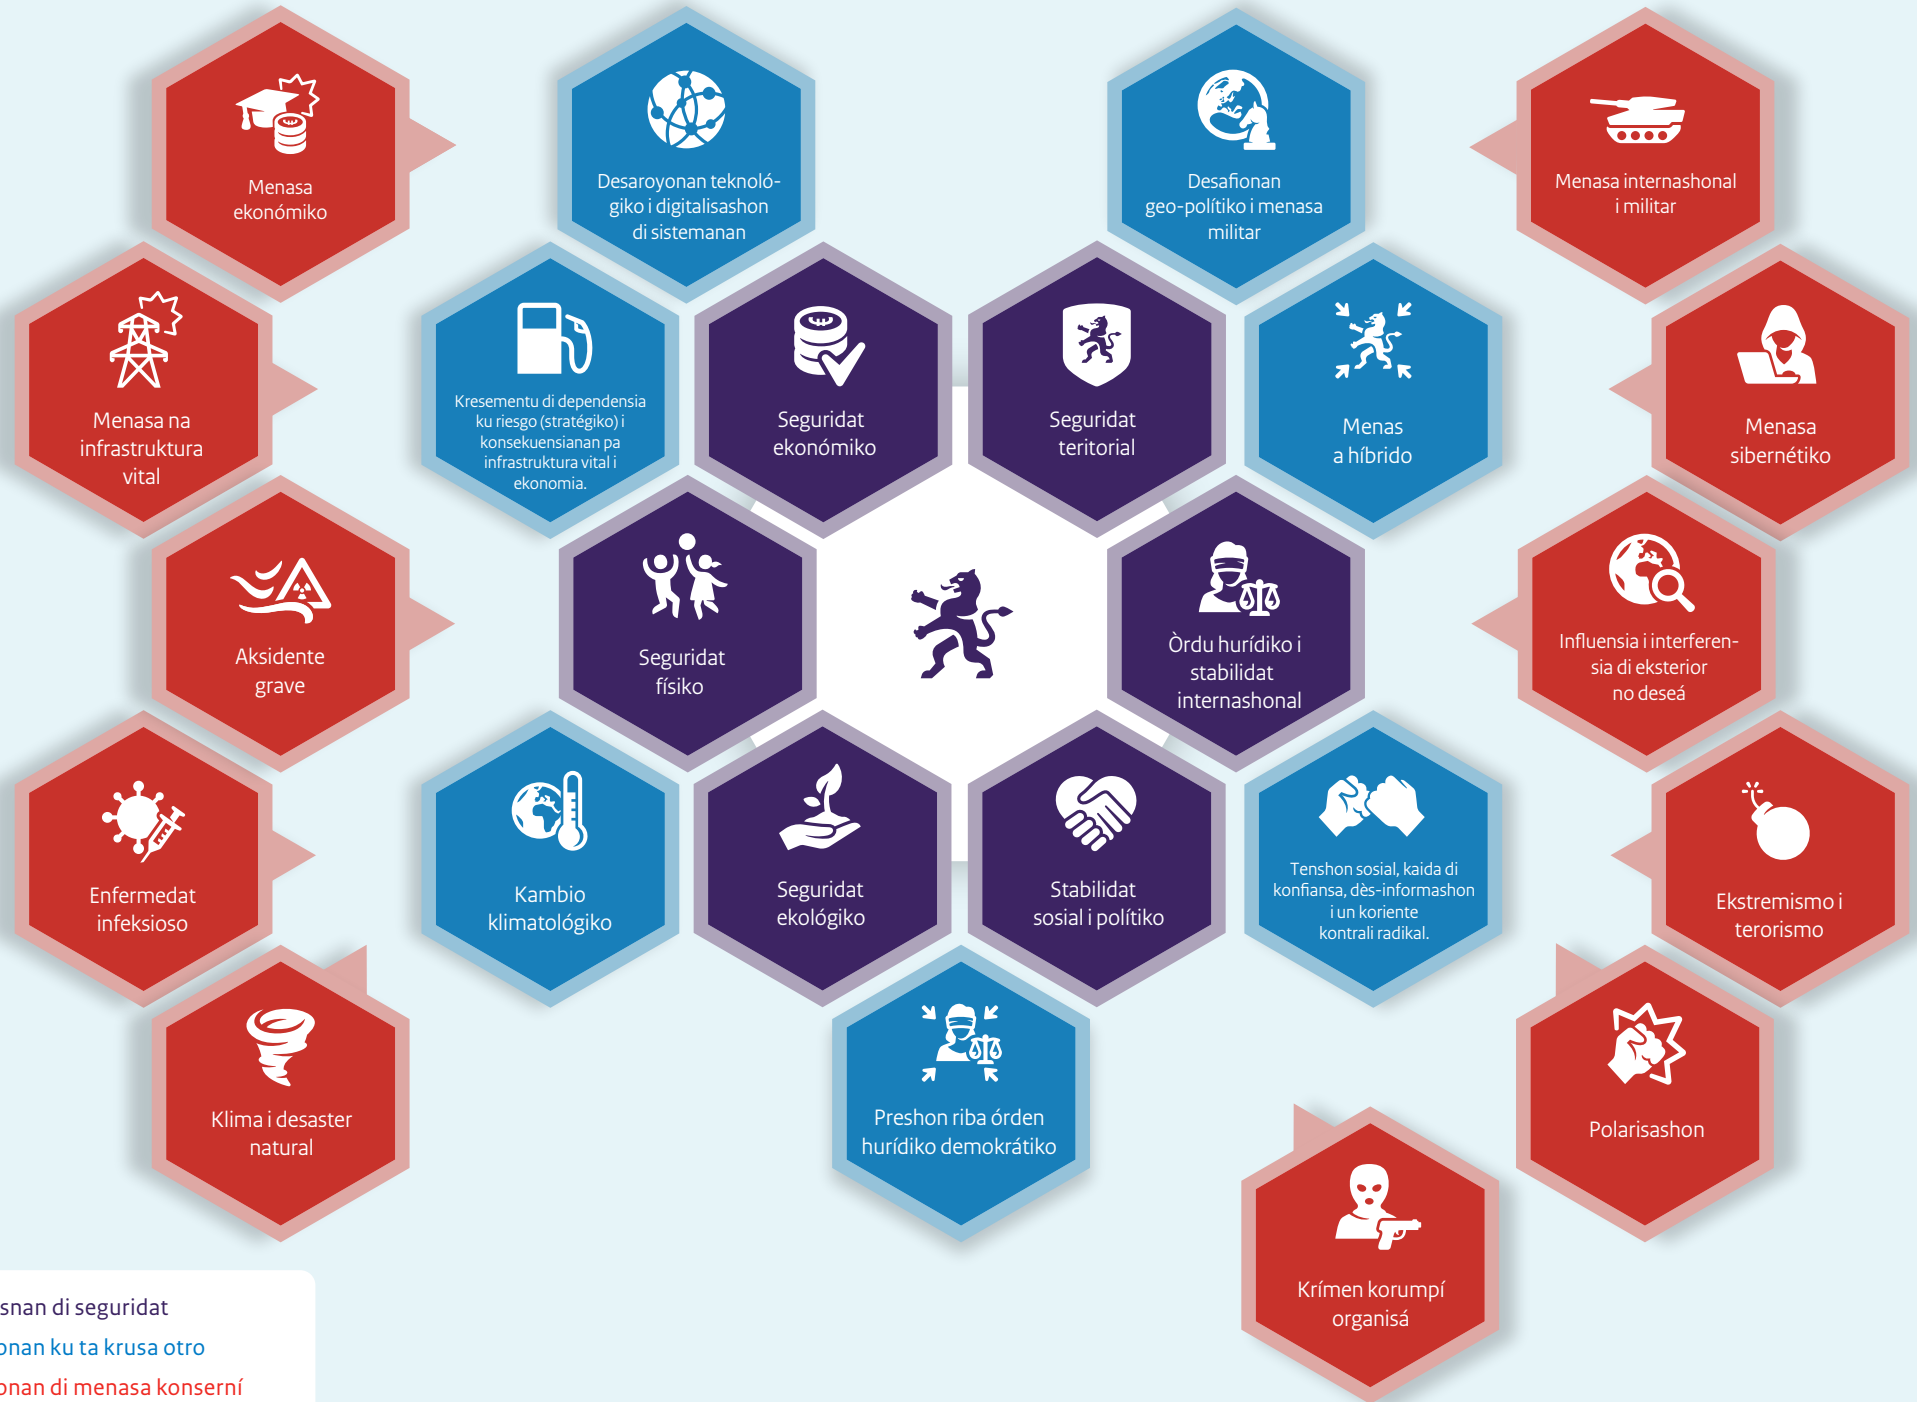 Menasa
ekonómiko
Desaroyonan teknoló-
giko i digitalisashon
di sistemanan
Desafionan
geo-polítiko i menasa
militar
Menasa internashonal
i militar
Menasa na
infrastruktura
vital
Kresementu di dependensia
ku riesgo (stratégiko) i
konsekuensianan pa
infrastruktura vital i
ekonomia.
Seguridat
ekonómiko
Seguridat
teritorial
Menas
a híbrido
Menasa
sibernétiko
Aksidente
grave
Seguridat
físiko
Òrdu hurídiko i
stabilidat
internashonal
Influensia i interferen-
sia di eksterior
no deseá
Enfermedat
infeksioso
Kambio
klimatológiko
Seguridat
ekológiko
Stabilidat
sosial i polítiko
Tenshon sosial, kaida di
konfiansa, dès-informashon
i un koriente
kontrali radikal.
Ekstremismo i
terorismo
Klima i desaster
natural
Preshon riba órden
hurídiko demokrátiko
Polarisashon
Krímen korumpí
organisá
snan di seguridat
onan ku ta krusa otro
onan di menasa konserní